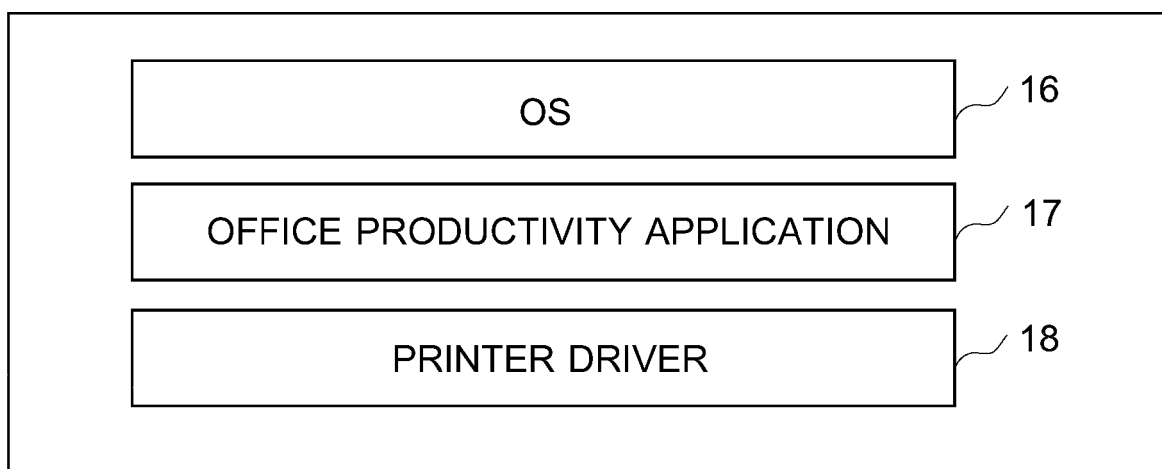 OS
16
OFFICE PRODUCTIVITY APPLICATION
17
PRINTER DRIVER
18